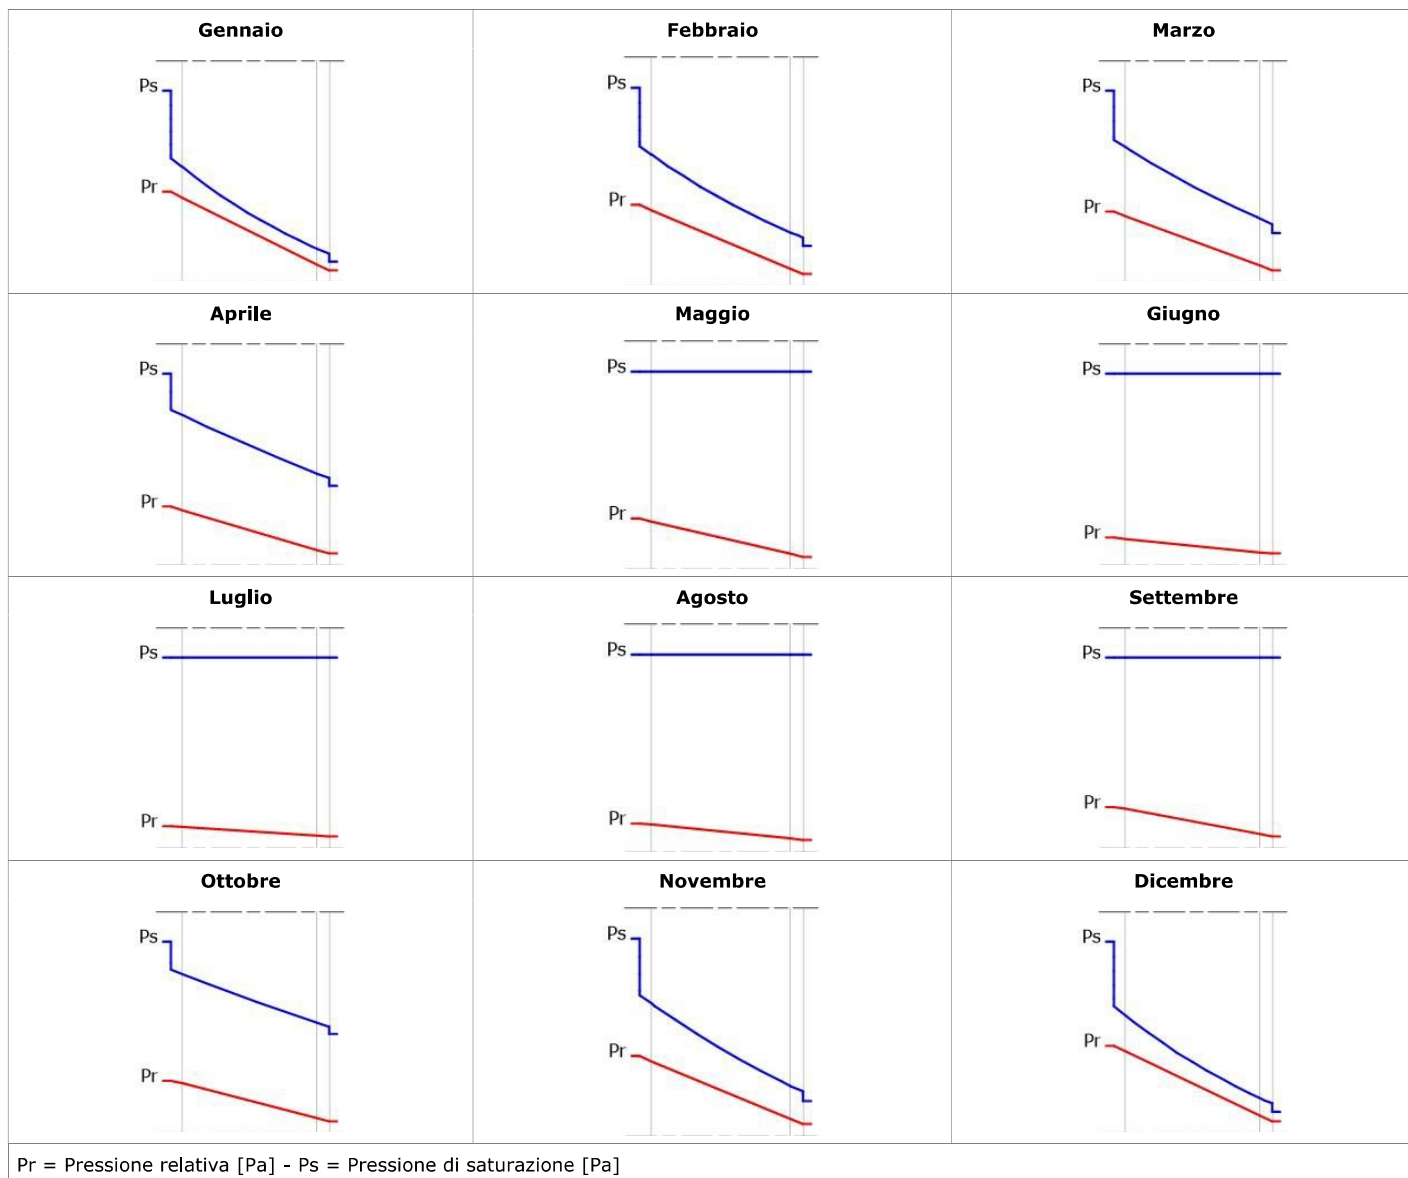 Gennaio Febbraio Marzo
Ps Ps Ps
Pr Pr Pr
Aprile Maggio Giugno
Ps Ps Ps
Pr Pr Pr
Luglio Agosto Settembre
Ps Ps Ps
Pr Pr Pr
Ottobre Novembre Dicembre
Ps Ps Ps
Pr Pr Pr
Pr = Pressione relativa [Pa] - Ps = Pressione di saturazione [Pa]